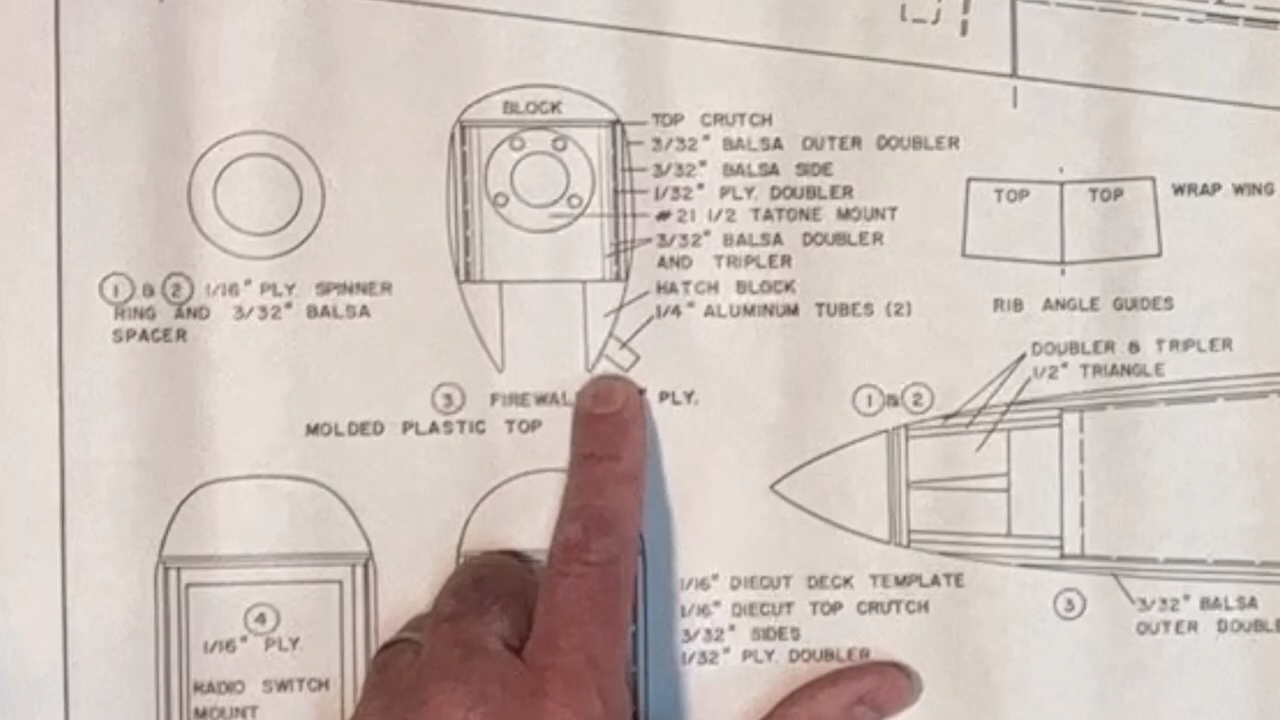 BLOCK
TOP CRUTCH
3/32" BALSA OUTER DOUBLER
3/32" BALSA SIDE
1/32" PLY. DOUBLER
#21 1/2 TATONE MOUNT
3/32" BALSA DOUBLER
AND TRIPLER
HATCH BLOCK
1/4" ALUMINUM TUBES (2)
1 & 2 1/16" PLY. SPINNER
RING AND 3/32" BALSA
SPACER
3 FIREWAL " PLY.
MOLDED PLASTIC TOP
TOP TOP
WRAP WING
RIB ANGLE GUIDES
DOUBLER & TRIPLER
1/2" TRIANGLE
1 & 2
3
3/32" BALSA
OUTER DOUBLE
4
1/16" PLY.
RADIO SWITCH
MOUNT
1/16" DIECUT DECK TEMPLATE
1/16" DIECUT TOP CRUTCH
3/32" SIDES
1/32" PLY. DOUBLER